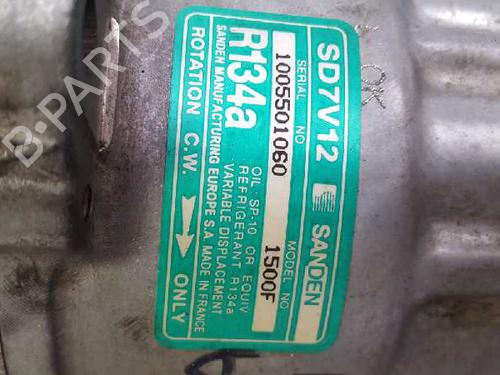 SD7V12 SANDEN
SERIAL NO MODEL NO
1005501060 1500F
R134a OIL : SP-10 OR EQUIV
REFRIGERANT R134a
VARIABLE DISPLACEMENT
SANDEN MANUFACTURING EUROPE S.A. MADE IN FRANCE
ROTATION C.W. ONLY
OK
B-PARTS